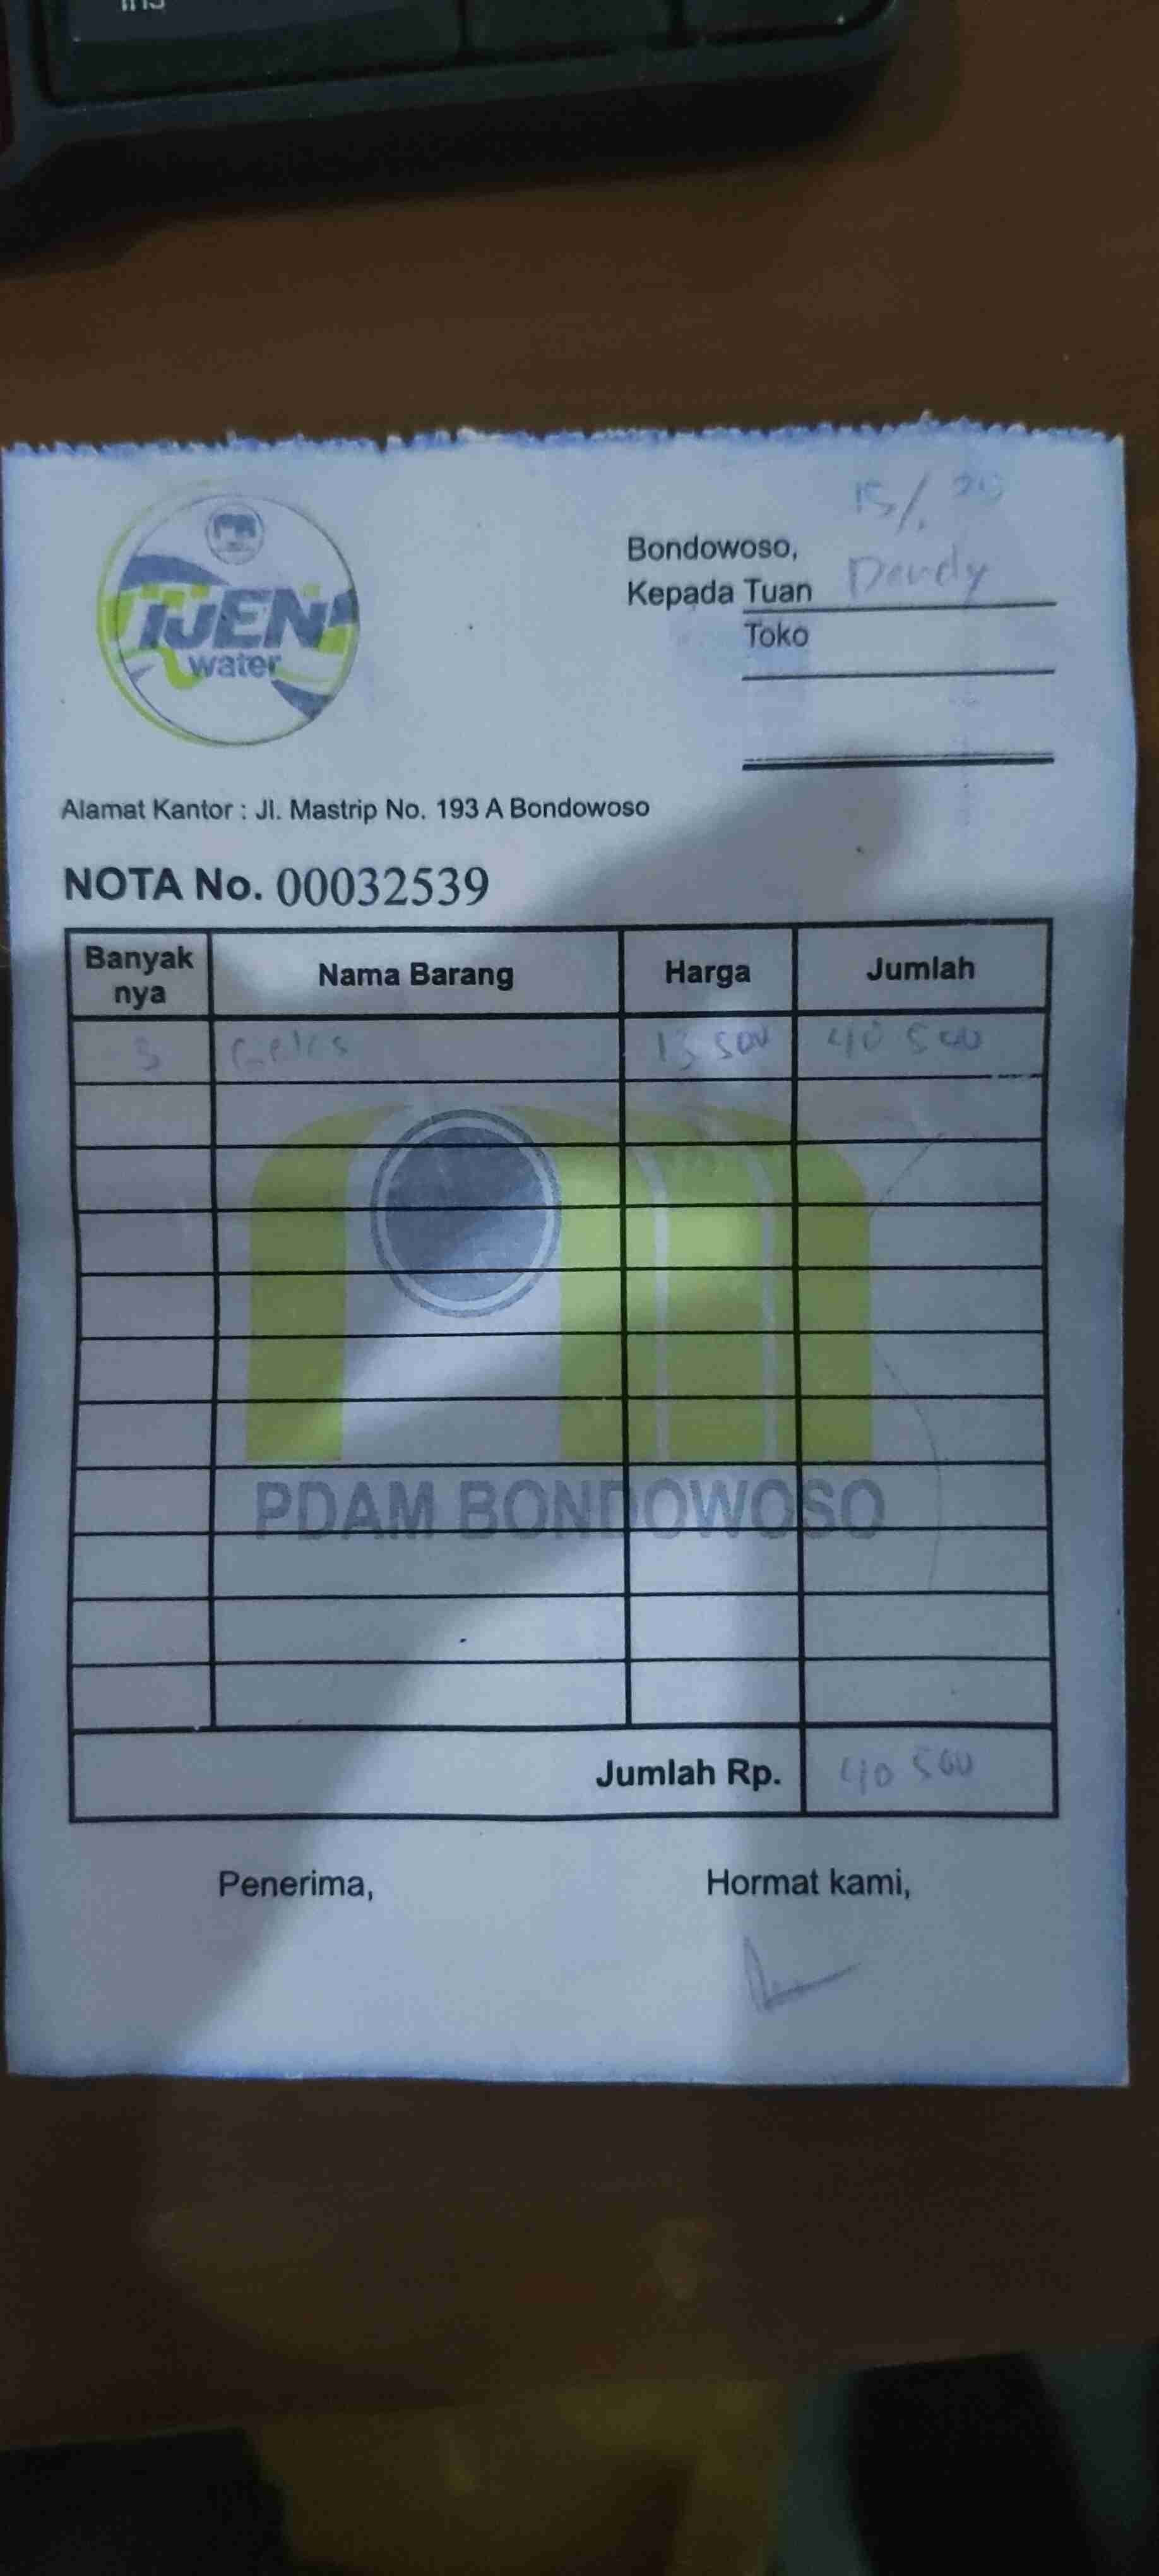 Ins
IJEN
water
15/. 25
Bondowoso,
Kepada Tuan Dendy
Toko
Alamat Kantor : Jl. Mastrip No. 193 A Bondowoso
NOTA No. 00032539
Banyak nya Nama Barang Harga Jumlah
3 13 500 40 500
PDAM BONDOWOSO
Jumlah Rp. 40 500
Penerima, Hormat kami,